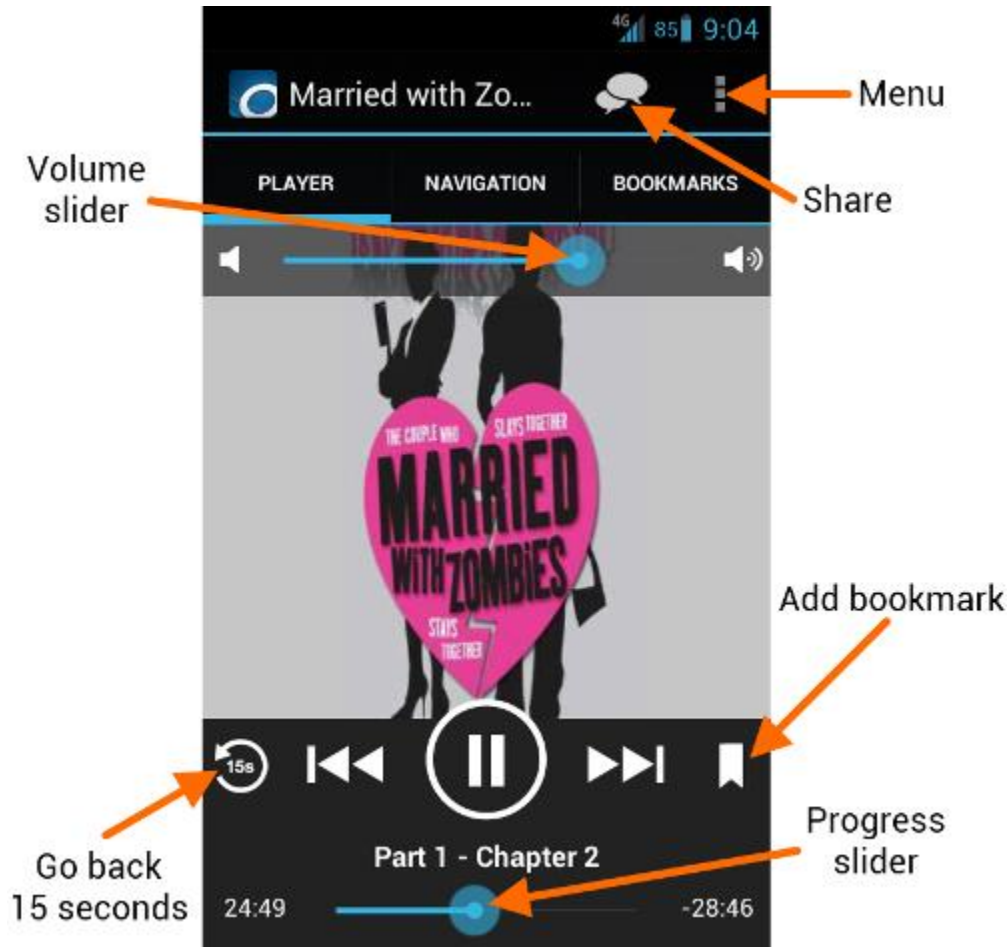 4G 85 9:04
Married with Zo...
Menu
Share
Volume
slider
PLAYER NAVIGATION BOOKMARKS
THE COUPLE WHO SLAYS TOGETHER
MARRIED
WITH ZOMBIES
STAYS
TOGETHER
Add bookmark
15s
Go back
15 seconds
Part 1 - Chapter 2
Progress
slider
24:49 -28:46